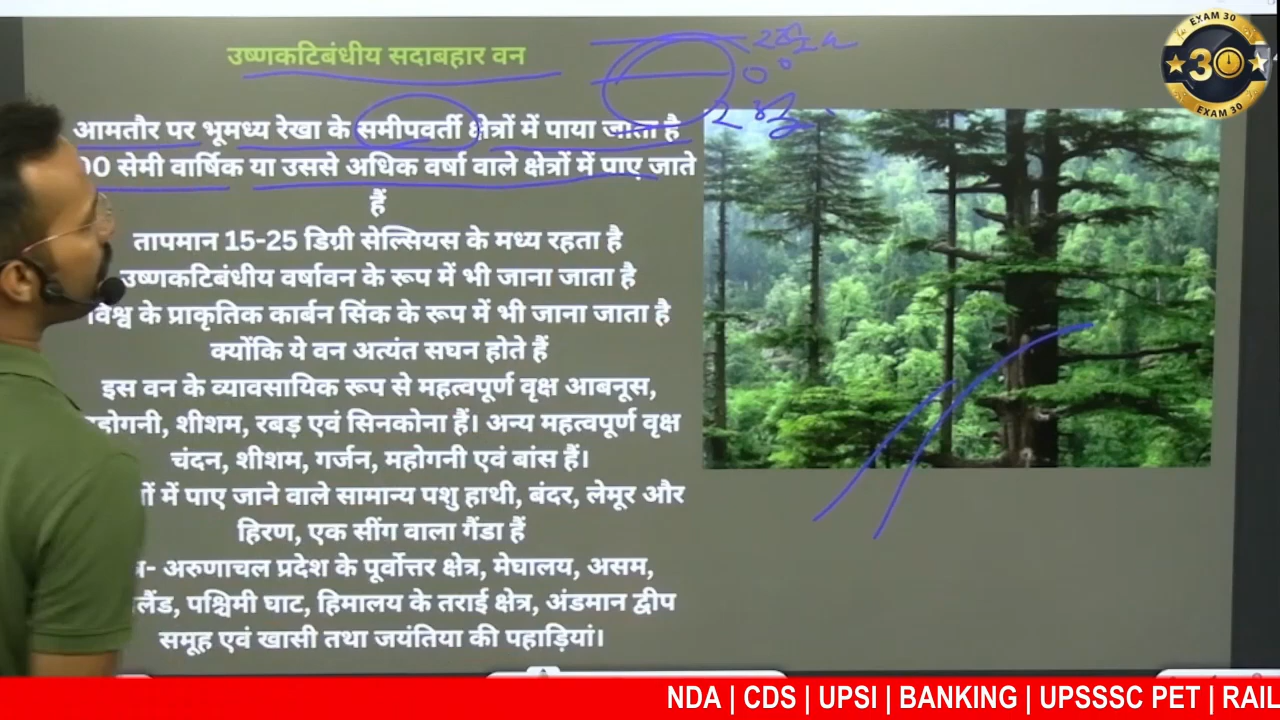 उष्णकटिबंधीय सदाबहार वन
आमतौर पर भूमध्य रेखा के समीपवर्ती क्षेत्रों में पाया जाता है
00 सेमी वार्षिक या उससे अधिक वर्षा वाले क्षेत्रों में पाए जाते
हैं
तापमान 15-25 डिग्री सेल्सियस के मध्य रहता है
उष्णकटिबंधीय वर्षावन के रूप में भी जाना जाता है
विश्व के प्राकृतिक कार्बन सिंक के रूप में भी जाना जाता है
क्योंकि ये वन अत्यंत सघन होते हैं
इस वन के व्यावसायिक रूप से महत्वपूर्ण वृक्ष आबनूस,
शीशम, रबड़ एवं सिनकोना हैं। अन्य महत्वपूर्ण वृक्ष
चंदन, शीशम, गर्जन, महोगनी एवं बांस हैं।
में पाए जाने वाले सामान्य पशु हाथी, बंदर, लेमूर और
हिरण, एक सींग वाला गैंडा हैं
अरुणाचल प्रदेश के पूर्वोत्तर क्षेत्र, मेघालय, असम,
पश्चिमी घाट, हिमालय के तराई क्षेत्र, अंडमान द्वीप
समूह एवं खासी तथा जयंतिया की पहाड़ियां।
0°
EXAM 30
30
EXAM 30
NDA | CDS | UPSI | BANKING | UPSSSC PET | RAIL